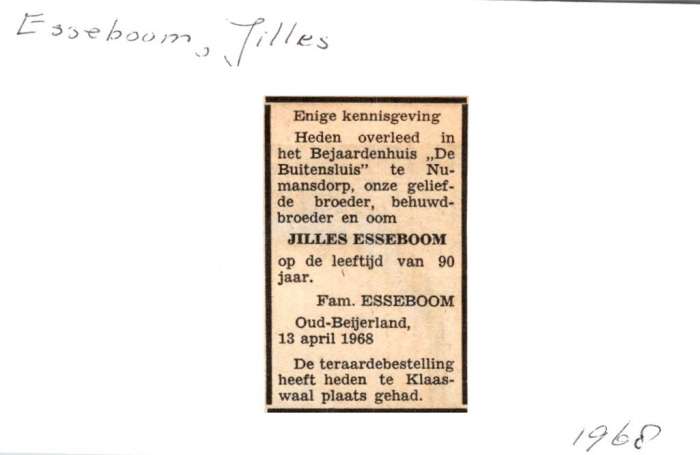 Esseboom, Jilles
Enige kennisgeving
Heden overleed in
het Bejaardenhuis „De
Buitensluis" te Nu-
mansdorp, onze gelief-
de broeder, behuwd-
broeder en oom
JILLES ESSEBOOM
op de leeftijd van 90
jaar.
Fam. ESSEBOOM
Oud-Beijerland,
13 april 1968
De teraardebestelling
heeft heden te Klaas-
waal plaats gehad.
1968